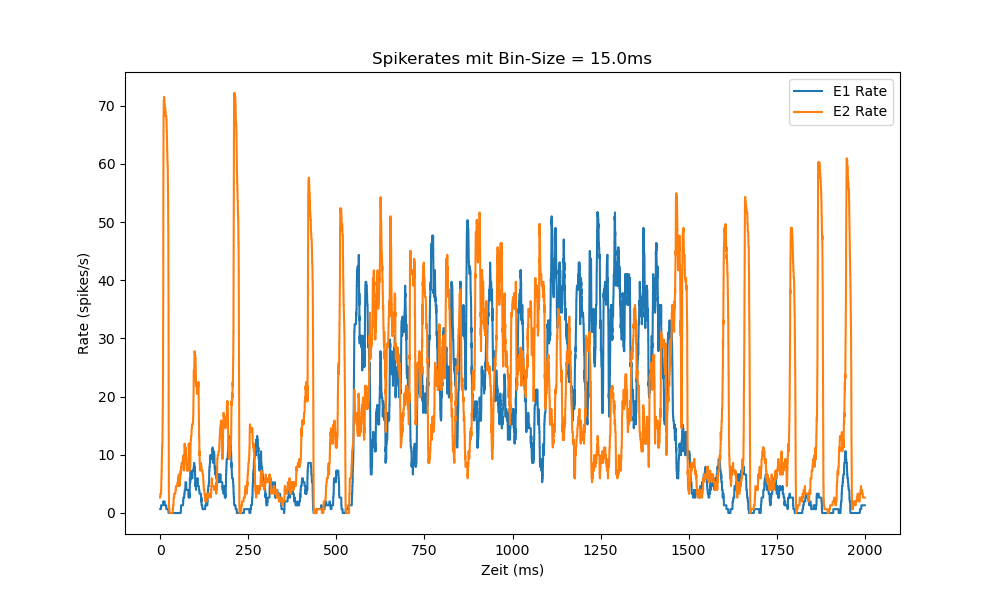 Spikerates mit Bin-Size = 15.0ms
E1 Rate
E2 Rate
Rate (spikes/s)
70
60
50
40
30
20
10
0
0 250 500 750 1000 1250 1500 1750 2000
Zeit (ms)